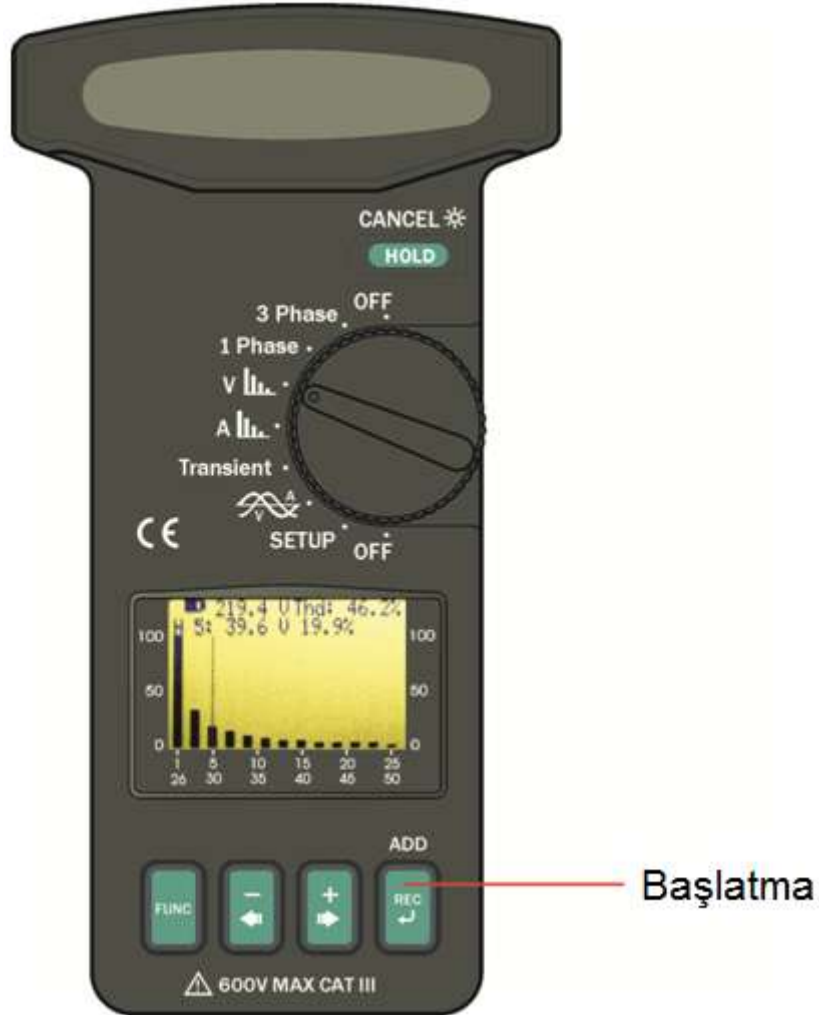 CANCEL
HOLD
OFF
3 Phase
1 Phase
V
A
Transient
A
V
SETUP
OFF
CE
219.4 V Thd: 46.2%
5: 39.6 V 19.9%
100 100
50 50
0 0
1 5 10 15 20 25
26 30 35 40 45 50
ADD
FUNC
−
+
REC
Başlatma
600V MAX CAT III